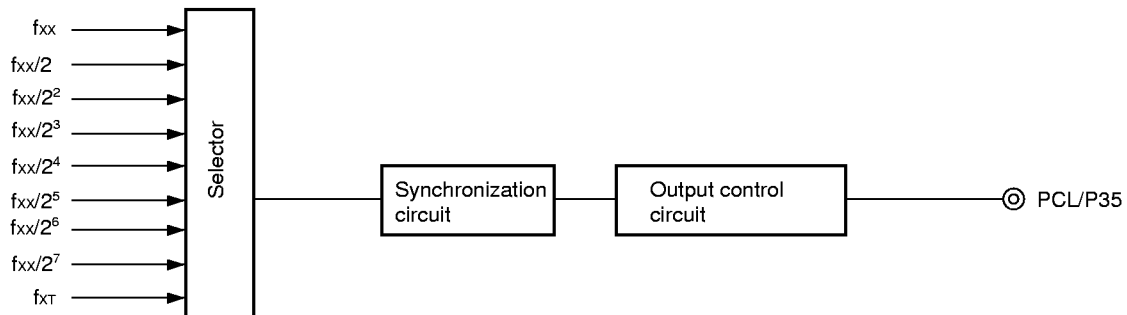 fxx
fxx/2
fxx/2²
fxx/2³
fxx/2⁴
fxx/2⁵
fxx/2⁶
fxx/2⁷
fxT
Selector
Synchronization
circuit
Output control
circuit
PCL/P35